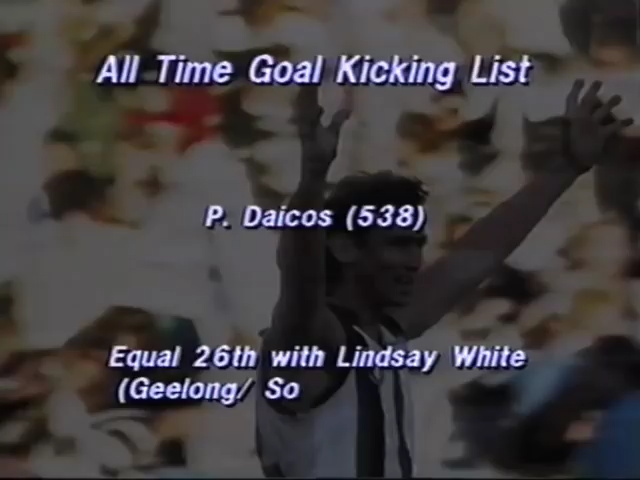 All Time Goal Kicking List
P. Daicos (538)
Equal 26th with Lindsay White
(Geelong/ So